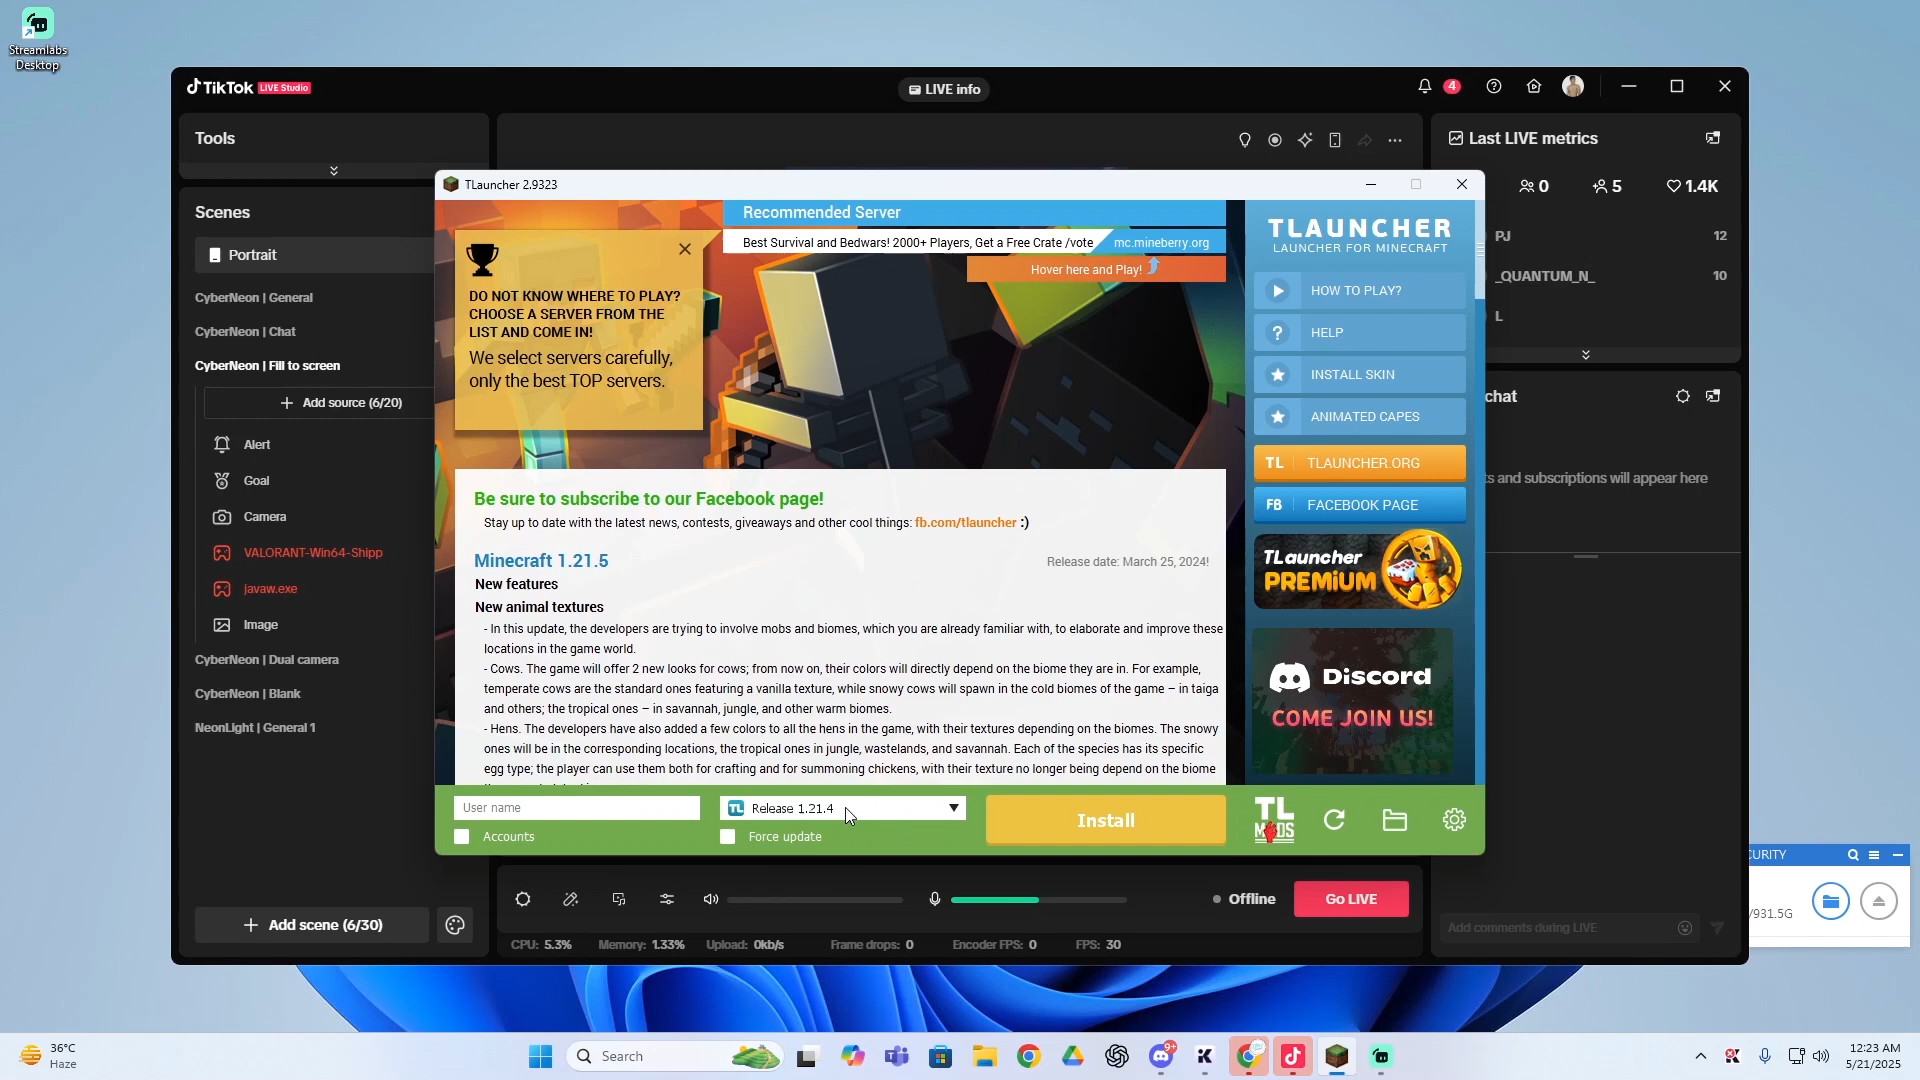 Streamlabs
Desktop
TikTok LIVE Studio
LIVE info
4
Tools
Last LIVE metrics
0
5
1.4K
PJ
12
_QUANTUM_N_
10
L
Scenes
Portrait
CyberNeon | General
CyberNeon | Chat
CyberNeon | Fill to screen
Add source (6/20)
Alert
Goal
Camera
VALORANT-Win64-Shipp
javaw.exe
Image
CyberNeon | Dual camera
CyberNeon | Blank
NeonLight | General 1
Add scene (6/30)
TLauncher 2.9323
Recommended Server
Best Survival and Bedwars! 2000+ Players, Get a Free Crate /vote
mc.mineberry.org
Hover here and Play!
DO NOT KNOW WHERE TO PLAY?
CHOOSE A SERVER FROM THE
LIST AND COME IN!
We select servers carefully,
only the best TOP servers.
Be sure to subscribe to our Facebook page!
Stay up to date with the latest news, contests, giveaways and other cool things: fb.com/tlauncher :)
Minecraft 1.21.5
Release date: March 25, 2024!
New features
New animal textures
- In this update, the developers are trying to involve mobs and biomes, which you are already familiar with, to elaborate and improve these
locations in the game world.
- Cows. The game will offer 2 new looks for cows; from now on, their colors will directly depend on the biome they are in. For example,
temperate cows are the standard ones featuring a vanilla texture, while snowy cows will spawn in the cold biomes of the game – in taiga
and others; the tropical ones – in savannah, jungle, and other warm biomes.
- Hens. The developers have also added a few colors to all the hens in the game, with their textures depending on the biomes. The snowy
ones will be in the corresponding locations, the tropical ones in jungle, wastelands, and savannah. Each of the species has its specific
egg type; the player can use them both for crafting and for summoning chickens, with their texture no longer being depend on the biome
TLAUNCHER
LAUNCHER FOR MINECRAFT
HOW TO PLAY?
HELP
INSTALL SKIN
ANIMATED CAPES
TL TLAUNCHER.ORG
FB FACEBOOK PAGE
TLauncher
PREMiUM
Discord
COME JOIN US!
User name
Accounts
TL Release 1.21.4
Force update
Install
TL
MODS
chat
ts and subscriptions will appear here
Add comments during LIVE
Offline
Go LIVE
CPU: 5.3%
Memory: 1.33%
Upload: 0kb/s
Frame drops: 0
Encoder FPS: 0
FPS: 30
CURITY
/931.5G
36°C
Haze
Search
9+
12:23 AM
5/21/2025